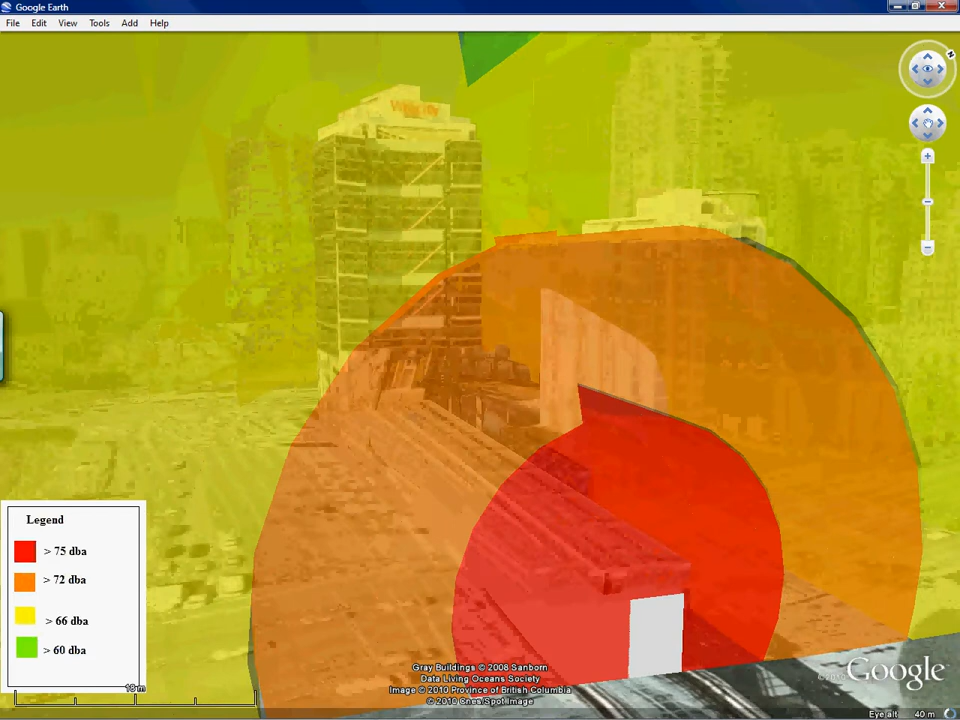 Google Earth
File Edit View Tools Add Help
Legend
> 75 dba
> 72 dba
> 66 dba
> 60 dba
18 m
Gray Buildings © 2008 Sanborn
Data Living Oceans Society
Image © 2010 Province of British Columbia
© 2010 Cnes/Spot Image
©2010 Google
Eye alt 40 m